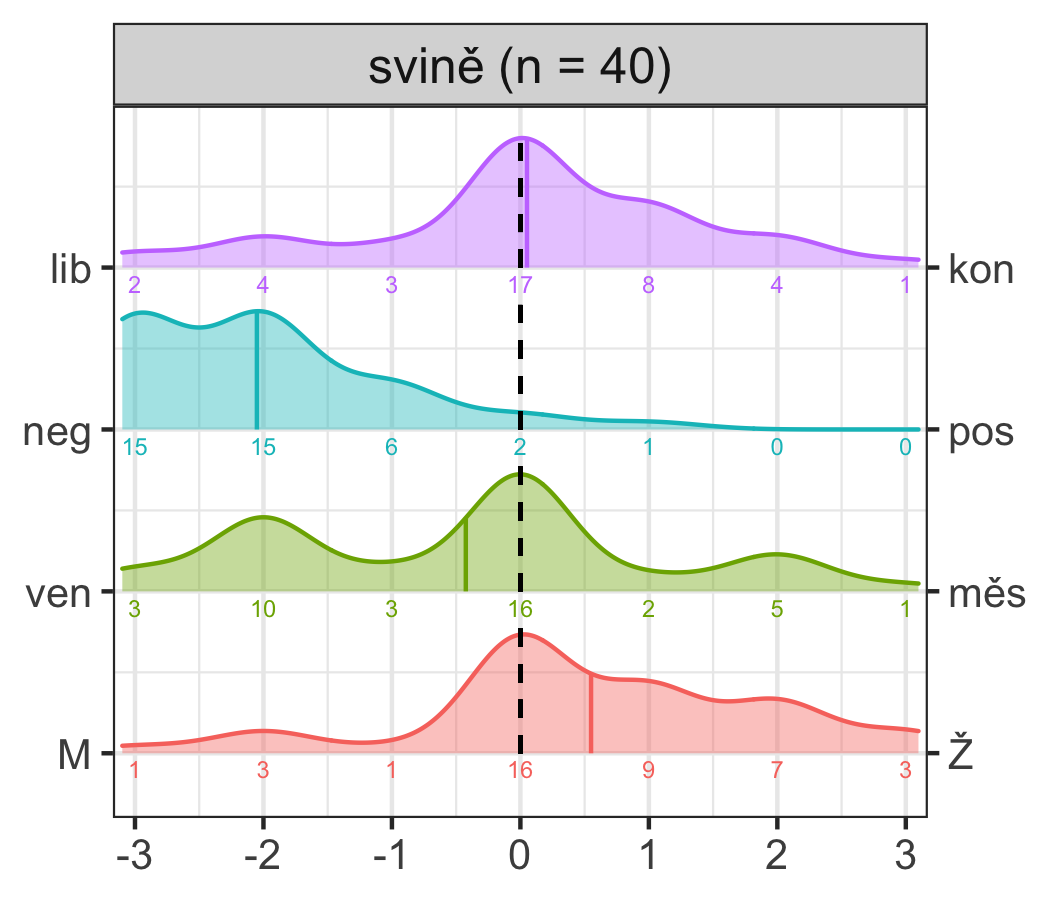 svině (n = 40)
lib kon
2 4 3 17 8 4 1
neg pos
15 15 6 2 1 0 0
ven měs
3 10 3 16 2 5 1
M Ž
1 3 1 16 9 7 3
-3 -2 -1 0 1 2 3